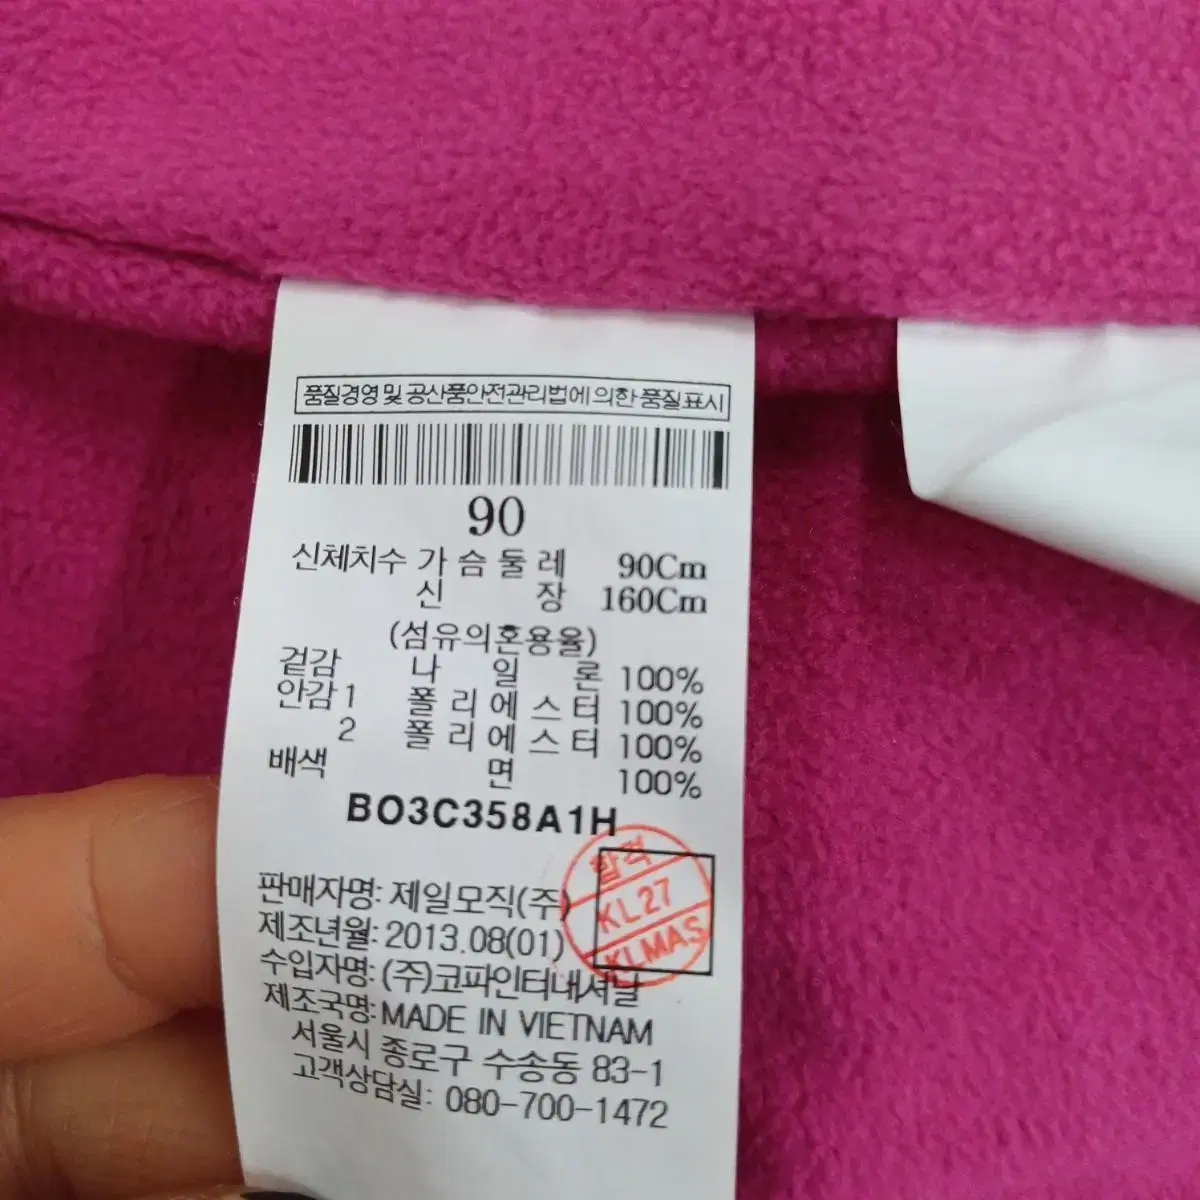 품질경영 및 공산품안전관리법에 의한 품질표시
90
신체치수 가 슴 둘 레 90Cm
신 장 160Cm
(섬유의혼용율)
겉감 나 일 론 100%
안감 1 폴 리 에 스 터 100%
2 폴 리 에 스 터 100%
배색 면 100%
BO3C358A1H
합격
KL27
KLMAS
판매자명: 제일모직(주)
제조년월: 2013.08(01)
수입자명: (주)코파인터내셔날
제조국명: MADE IN VIETNAM
서울시 종로구 수송동 83-1
고객상담실: 080-700-1472